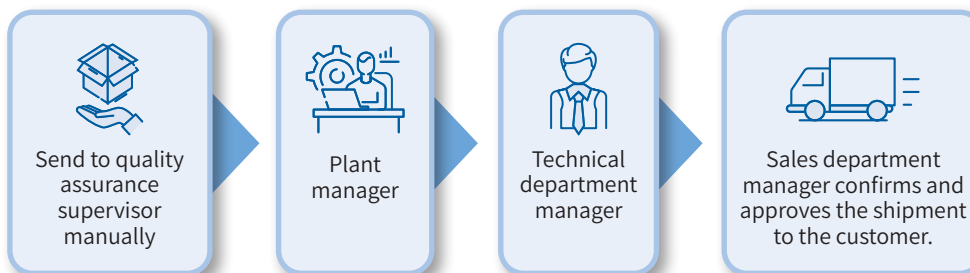 Send to quality
assurance
supervisor
manually
Plant
manager
Technical
department
manager
Sales department
manager confirms and
approves the shipment
to the customer.